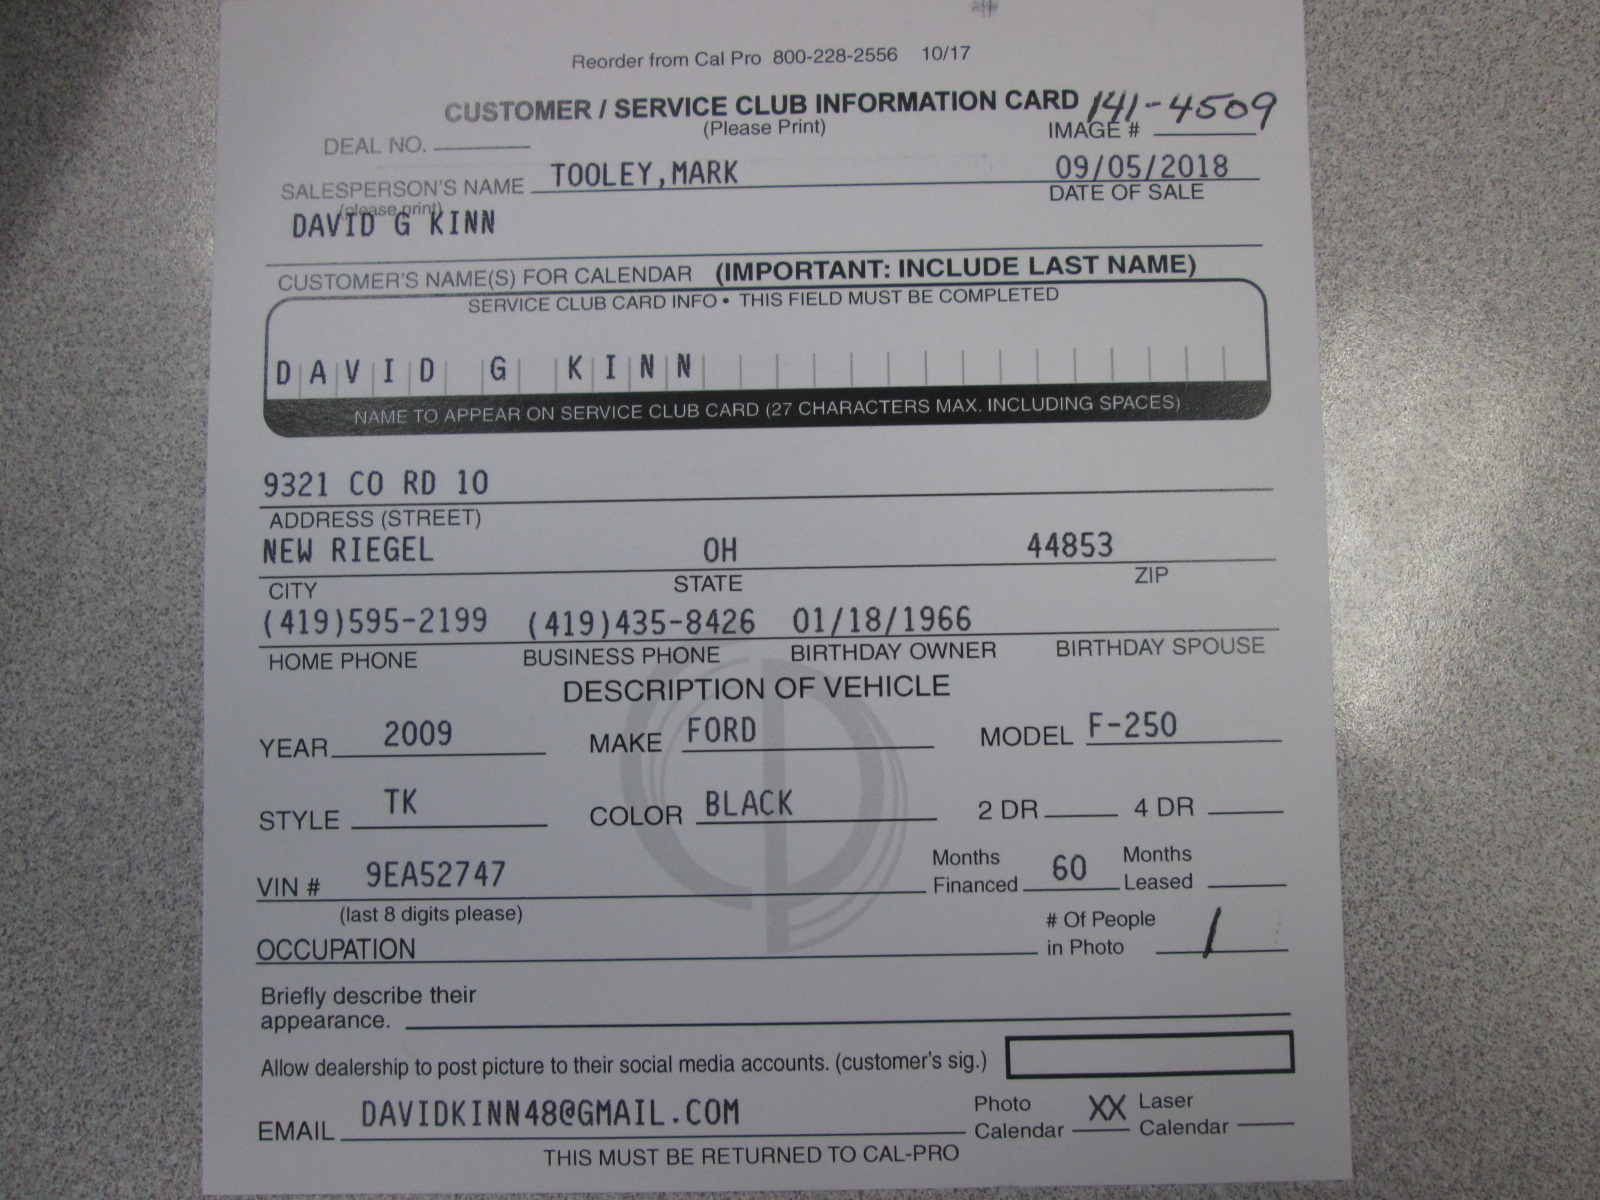 Reorder from Cal Pro 800-228-2556 10/17
CUSTOMER / SERVICE CLUB INFORMATION CARD 141-4509
(Please Print)
IMAGE #
DEAL NO.
SALESPERSON'S NAME TOOLEY,MARK 09/05/2018
(please print) DATE OF SALE
DAVID G KINN
CUSTOMER'S NAME(S) FOR CALENDAR (IMPORTANT: INCLUDE LAST NAME)
SERVICE CLUB CARD INFO • THIS FIELD MUST BE COMPLETED
DAVID G KINN
NAME TO APPEAR ON SERVICE CLUB CARD (27 CHARACTERS MAX. INCLUDING SPACES)
9321 CO RD 10
ADDRESS (STREET)
NEW RIEGEL OH 44853
CITY STATE ZIP
(419)595-2199 (419)435-8426 01/18/1966
HOME PHONE BUSINESS PHONE BIRTHDAY OWNER BIRTHDAY SPOUSE
DESCRIPTION OF VEHICLE
YEAR 2009 MAKE FORD MODEL F-250
STYLE TK COLOR BLACK 2 DR 4 DR
VIN # 9EA52747 Months Financed 60 Months Leased
(last 8 digits please)
OCCUPATION # Of People in Photo 1
Briefly describe their
appearance.
Allow dealership to post picture to their social media accounts. (customer's sig.)
EMAIL DAVIDKINN48@GMAIL.COM Photo Calendar XX Laser Calendar
THIS MUST BE RETURNED TO CAL-PRO